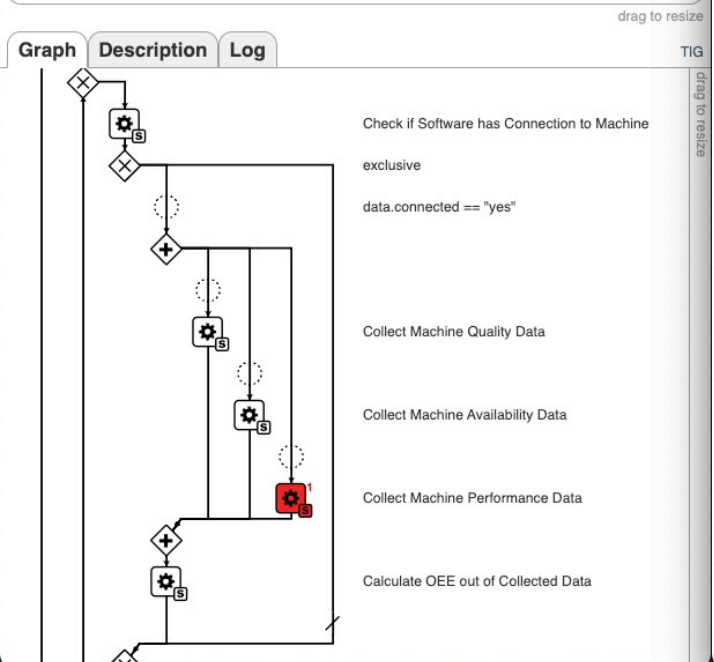 drag to resize
Graph
Description
Log
TIG
drag to resize
S
Check if Software has Connection to Machine
exclusive
data.connected == "yes"
S
Collect Machine Quality Data
S
Collect Machine Availability Data
1
S
Collect Machine Performance Data
S
Calculate OEE out of Collected Data